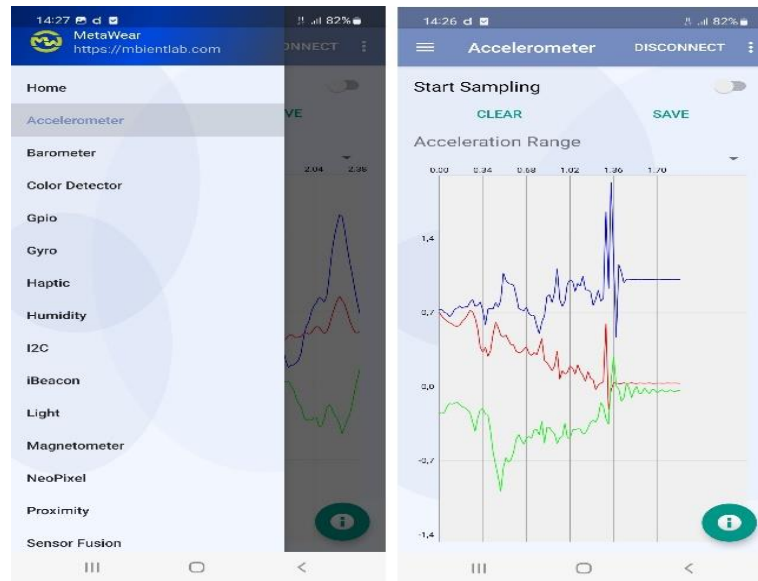 14:27
82%
MetaWear
https://mbientlab.com
ONNECT
Home
Accelerometer
VE
Barometer
2.04 2.38
Color Detector
Gpio
Gyro
Haptic
Humidity
I2C
iBeacon
Light
Magnetometer
NeoPixel
Proximity
Sensor Fusion
14:26
82%
Accelerometer DISCONNECT
Start Sampling
CLEAR SAVE
Acceleration Range
0.00 0.34 0.68 1.02 1.36 1.70
1,4
0,7
0,0
-0,7
-1,4